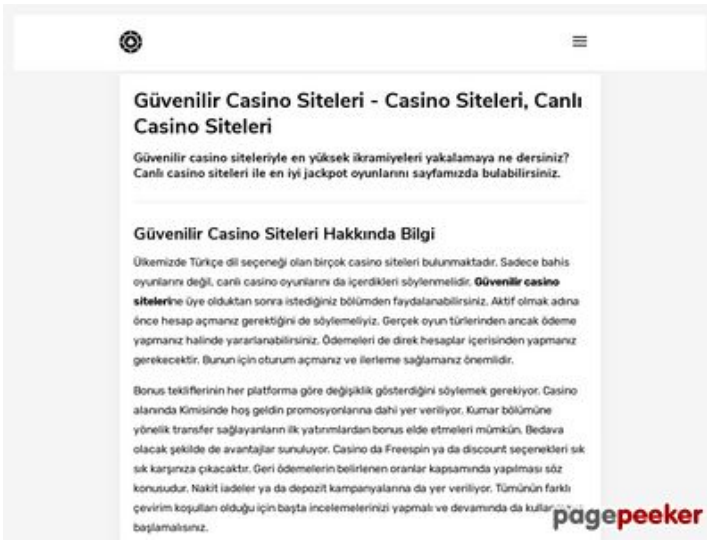 Güvenilir Casino Siteleri - Casino Siteleri, Canlı
Casino Siteleri
Güvenilir casino siteleriyle en yüksek ikramiyeleri yakalamaya ne dersiniz?
Canlı casino siteleri ile en iyi jackpot oyunlarını sayfamızda bulabilirsiniz.
Güvenilir Casino Siteleri Hakkında Bilgi
Ülkemizde Türkçe dil seçeneği olan birçok casino siteleri bulunmaktadır. Sadece bahis
oyunlarını değil, canlı casino oyunlarını da içerdikleri söylenmelidir. Güvenilir casino
sitelerine üye olduktan sonra istediğiniz bölümden faydalanabilirsiniz. Aktif olmak adına
önce hesap açmanız gerektiğini de söylemeliyiz. Gerçek oyun türlerinden ancak ödeme
yapmanız halinde yararlanabilirsiniz. Ödemeleri de direk hesaplar içerisinden yapmanız
gerekecektir. Bunun için oturum açmanız ve ilerleme sağlamanız önemlidir.
Bonus tekliflerinin her platforma göre değişiklik gösterdiğini söylemek gerekiyor. Casino
alanında Kimisinde hoş geldin promosyonlarına dahi yer veriliyor. Kumar bölümüne
yönelik transfer sağlayanların ilk yatırımlardan bonus elde etmeleri mümkün. Bedava
olacak şekilde de avantajlar sunuluyor. Casino da Freespin ya da discount seçenekleri sık
sık karşınıza çıkacaktır. Geri ödemelerin belirlenen oranlar kapsamında yapılması söz
konusudur. Nakit iadeler ya da depozit kampanyalarına da yer veriliyor. Tümünün farklı
çevirim koşulları olduğu için başta incelemelerinizi yapmalı ve devamında da
başlamalısınız.
pagepeeker